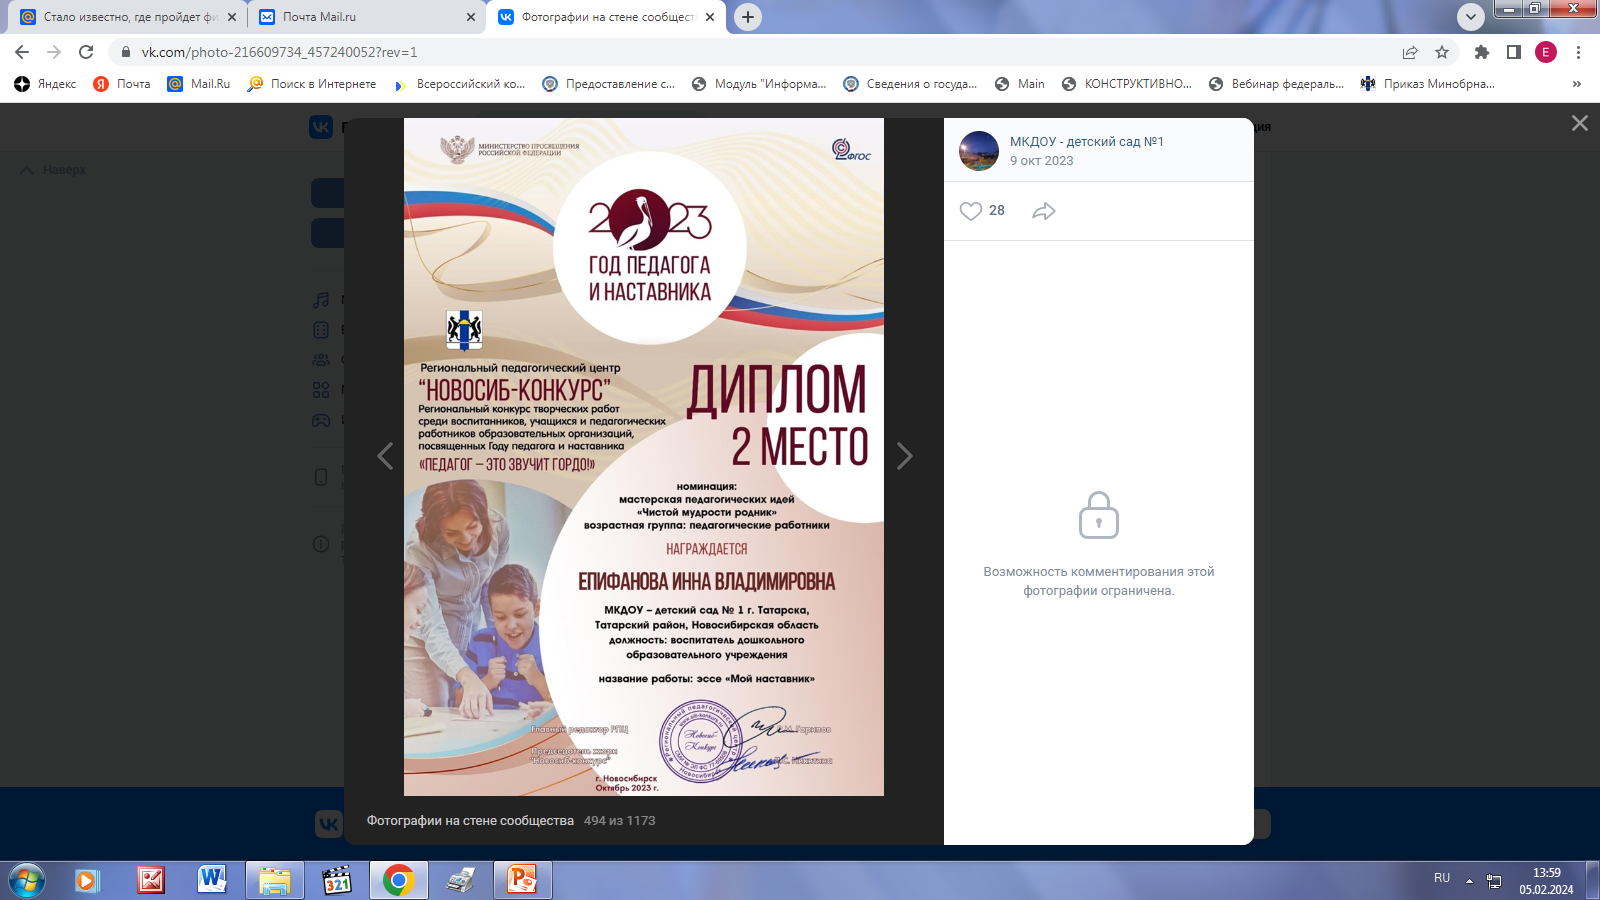 Стало известно, где пройдет фи
Почта Mail.ru
Фотографии на стене сообщест
vk.com/photo-216609734_457240052?rev=1
E
Яндекс
Почта
Mail.Ru
Поиск в Интернете
Всероссийский ко...
Предоставление с...
Модуль "Информа...
Сведения о госуда...
Main
КОНСТРУКТИВНО...
Вебинар федераль...
Приказ Минобрна...
Наверх
МИНИСТЕРСТВО ПРОСВЕЩЕНИЯ
РОССИЙСКОЙ ФЕДЕРАЦИИ
ФГОС
2023
ГОД ПЕДАГОГА
И НАСТАВНИКА
Региональный педагогический центр
"НОВОСИБ-КОНКУРС"
Региональный конкурс творческих работ
среди воспитанников, учащихся и педагогических
работников образовательных организаций,
посвященных Году педагога и наставника
«ПЕДАГОГ – ЭТО ЗВУЧИТ ГОРДО!»
ДИПЛОМ
2 МЕСТО
номинация:
мастерская педагогических идей
«Чистой мудрости родник»
возрастная группа: педагогические работники
НАГРАЖДАЕТСЯ
ЕПИФАНОВА ИННА ВЛАДИМИРОВНА
МКДОУ – детский сад № 1 г. Татарска,
Татарский район, Новосибирская область
должность: воспитатель дошкольного
образовательного учреждения
название работы: эссе «Мой наставник»
Главный редактор РПЦ
Председатель жюри
"Новосиб-конкурс"
Новосиб-
Конкурс
г. Новосибирск
Октябрь 2023 г.
МКДОУ - детский сад №1
9 окт 2023
28
Возможность комментирования этой
фотографии ограничена.
Фотографии на стене сообщества 494 из 1173
RU
13:59
05.02.2024